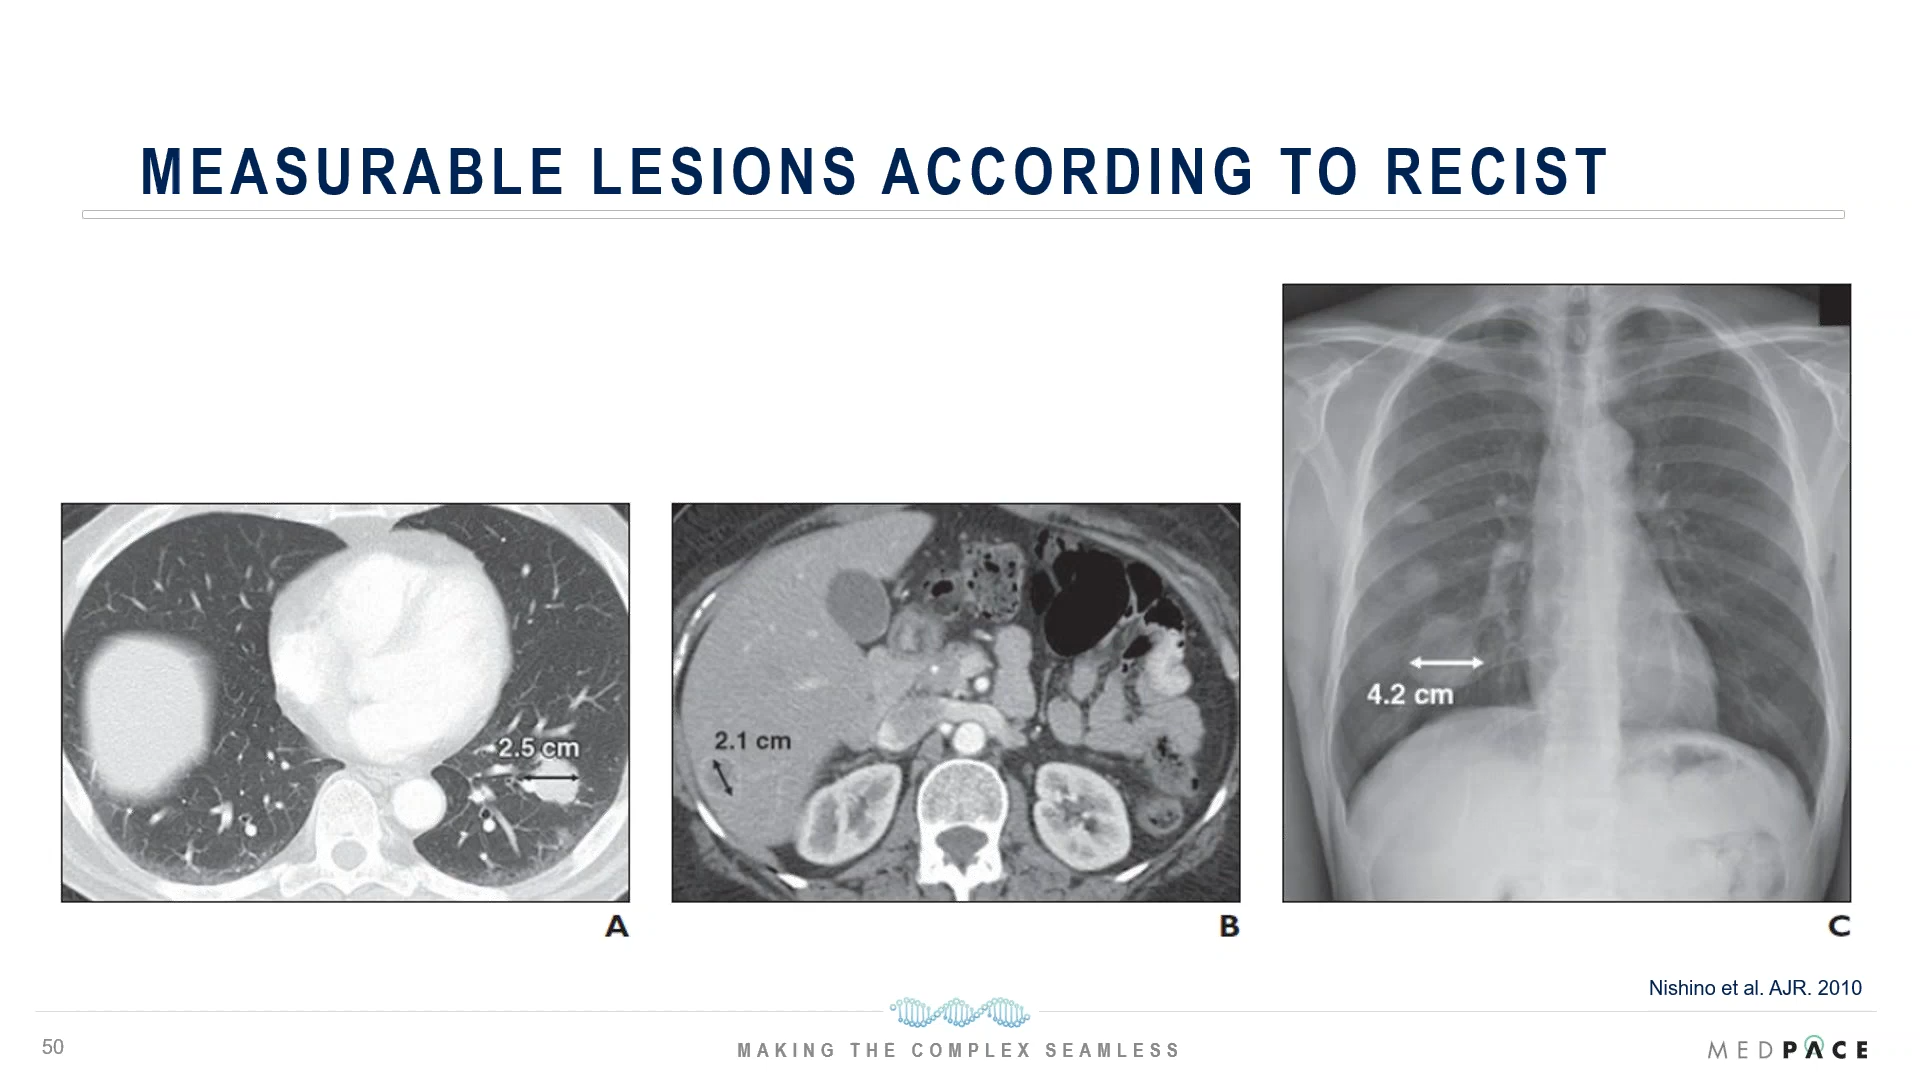 MEASURABLE LESIONS ACCORDING TO RECIST
2.5 cm
A
2.1 cm
B
4.2 cm
C
Nishino et al. AJR. 2010
50
MAKING THE COMPLEX SEAMLESS
MEDPACE